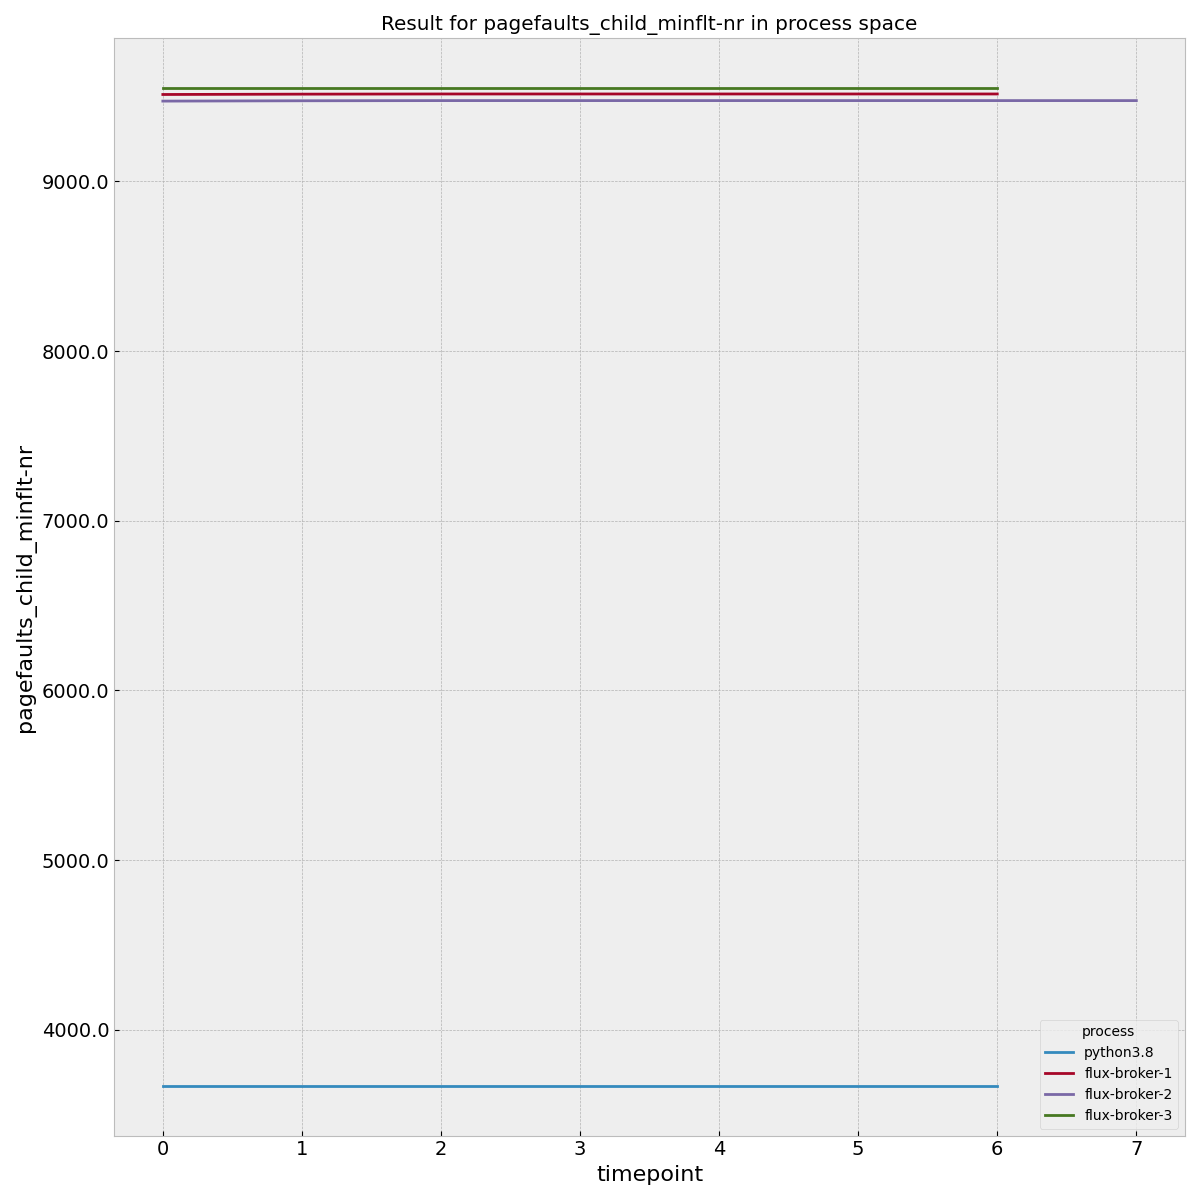 Result for pagefaults_child_minflt-nr in process space
pagefaults_child_minflt-nr
9000.0
8000.0
7000.0
6000.0
5000.0
4000.0
process
python3.8
flux-broker-1
flux-broker-2
flux-broker-3
0 1 2 3 4 5 6 7
timepoint